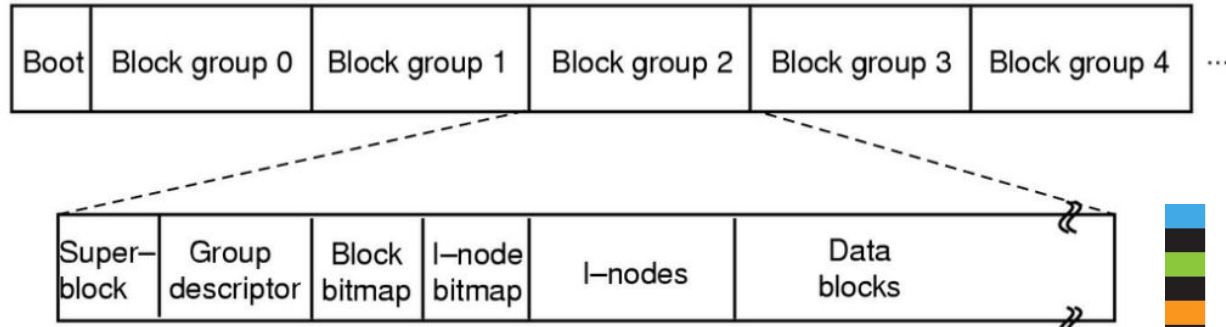 Boot Block group 0 Block group 1 Block group 2 Block group 3 Block group 4 ...
Super– Group Block I–node I–nodes Data
block descriptor bitmap bitmap blocks